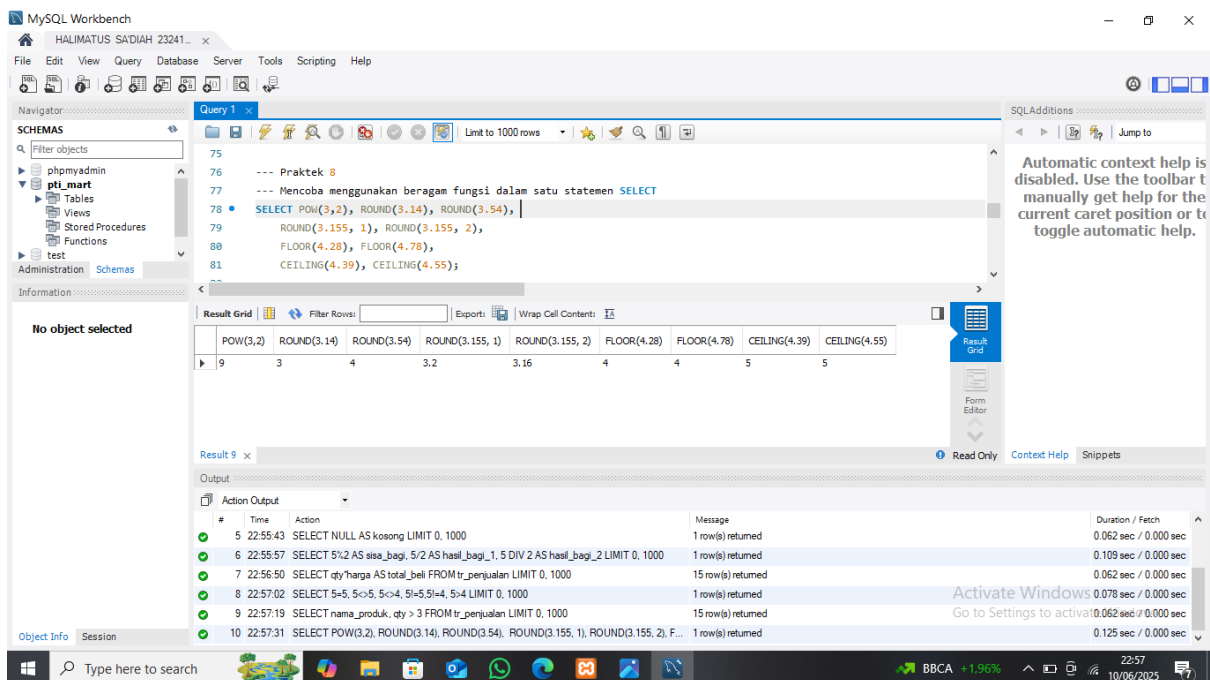 MySQL Workbench
HALIMATUS SA'DIAH 23241...
File Edit View Query Database Server Tools Scripting Help
Navigator
SCHEMAS
Filter objects
phpmyadmin
pti_mart
Tables
Views
Stored Procedures
Functions
test
Administration Schemas
Information
No object selected
Object Info Session
Query 1
Limit to 1000 rows
75
76 --- Praktek 8
77 --- Mencoba menggunakan beragam fungsi dalam satu statemen SELECT
78 SELECT POW(3,2), ROUND(3.14), ROUND(3.54),
79 ROUND(3.155, 1), ROUND(3.155, 2),
80 FLOOR(4.28), FLOOR(4.78),
81 CEILING(4.39), CEILING(4.55);
Result Grid Filter Rows: Export: Wrap Cell Content:
POW(3,2) ROUND(3.14) ROUND(3.54) ROUND(3.155, 1) ROUND(3.155, 2) FLOOR(4.28) FLOOR(4.78) CEILING(4.39) CEILING(4.55)
9 3 4 3.2 3.16 4 4 5 5
Result
Grid
Form
Editor
Result 9 Read Only
SQLAdditions
Jump to
Automatic context help is
disabled. Use the toolbar t
manually get help for the
current caret position or to
toggle automatic help.
Context Help Snippets
Output
Action Output
# Time Action Message Duration / Fetch
5 22:55:43 SELECT NULL AS kosong LIMIT 0, 1000 1 row(s) returned 0.062 sec / 0.000 sec
6 22:55:57 SELECT 5%2 AS sisa_bagi, 5/2 AS hasil_bagi_1, 5 DIV 2 AS hasil_bagi_2 LIMIT 0, 1000 1 row(s) returned 0.109 sec / 0.000 sec
7 22:56:50 SELECT qty*harga AS total_beli FROM tr_penjualan LIMIT 0, 1000 15 row(s) returned 0.062 sec / 0.000 sec
8 22:57:02 SELECT 5=5, 5<>5, 5<>4, 5!=5,5!=4, 5>4 LIMIT 0, 1000 1 row(s) returned 0.078 sec / 0.000 sec
9 22:57:19 SELECT nama_produk, qty > 3 FROM tr_penjualan LIMIT 0, 1000 15 row(s) returned 0.062 sec / 0.000 sec
10 22:57:31 SELECT POW(3,2), ROUND(3.14), ROUND(3.54), ROUND(3.155, 1), ROUND(3.155, 2), F... 1 row(s) returned 0.125 sec / 0.000 sec
Activate Windows
Go to Settings to activate Windows.
Type here to search
BBCA +1,96%
22:57
10/06/2025